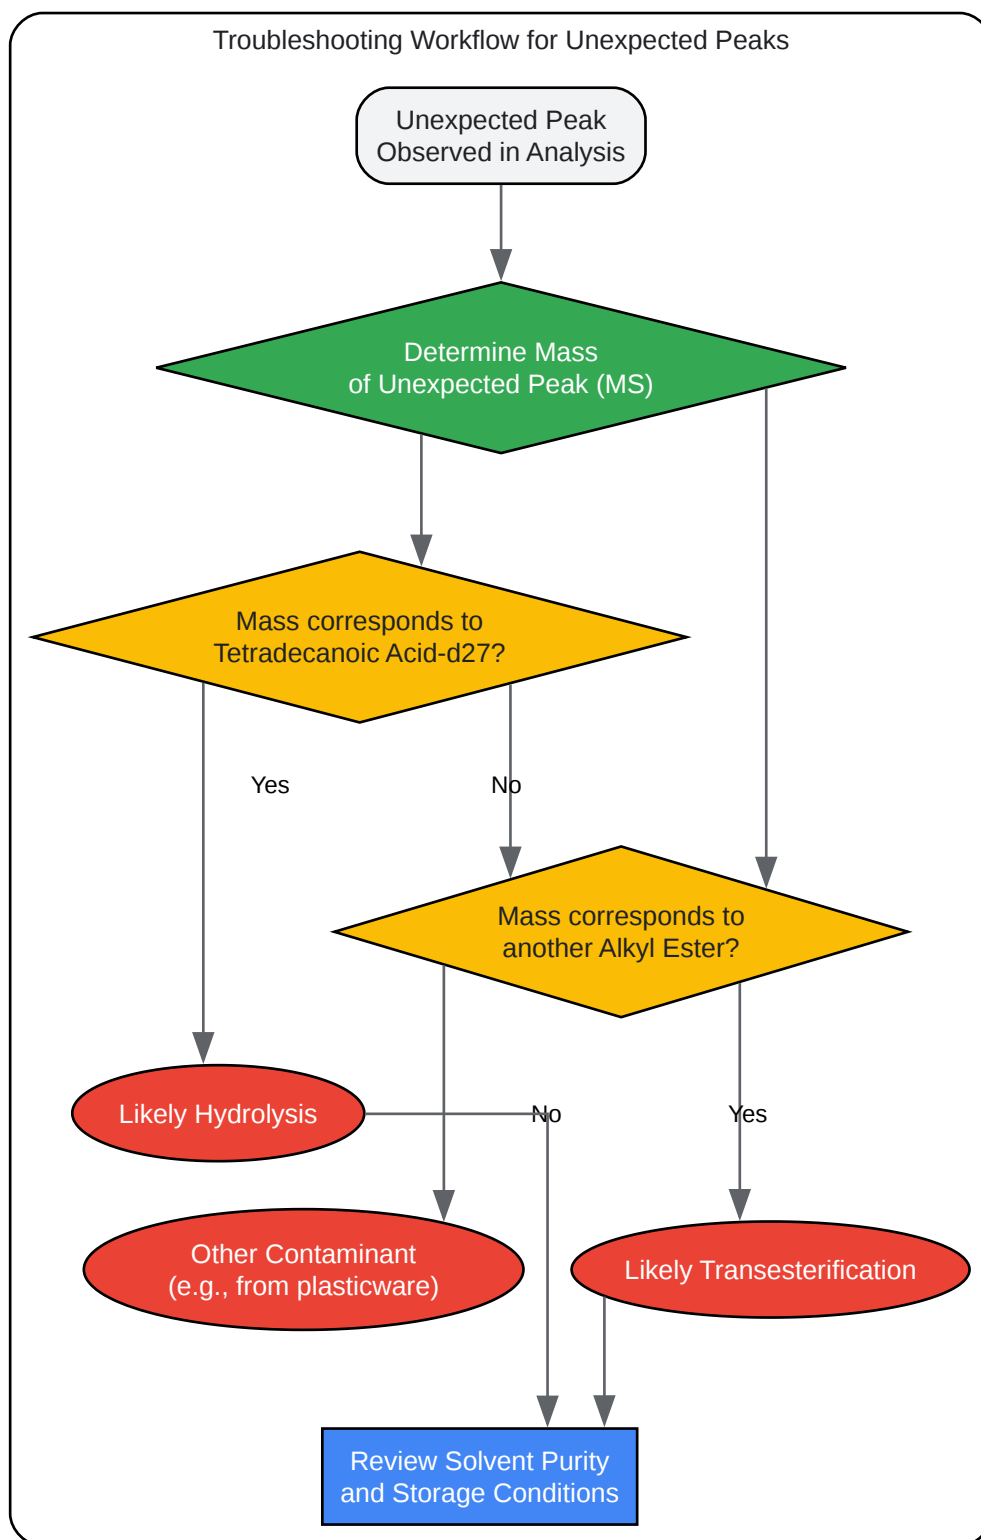 Troubleshooting Workflow for Unexpected Peaks
Unexpected Peak
Observed in Analysis
Determine Mass
of Unexpected Peak (MS)
Mass corresponds to
Tetradecanoic Acid-d27?
Yes
No
Mass corresponds to
another Alkyl Ester?
Likely Hydrolysis
No
Yes
Other Contaminant
(e.g., from plasticware)
Likely Transesterification
Review Solvent Purity
and Storage Conditions